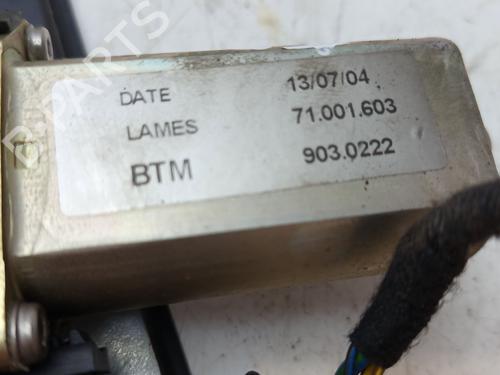 B-PARTS
DATE 13/07/04
LAMES 71.001.603
BTM 903.0222